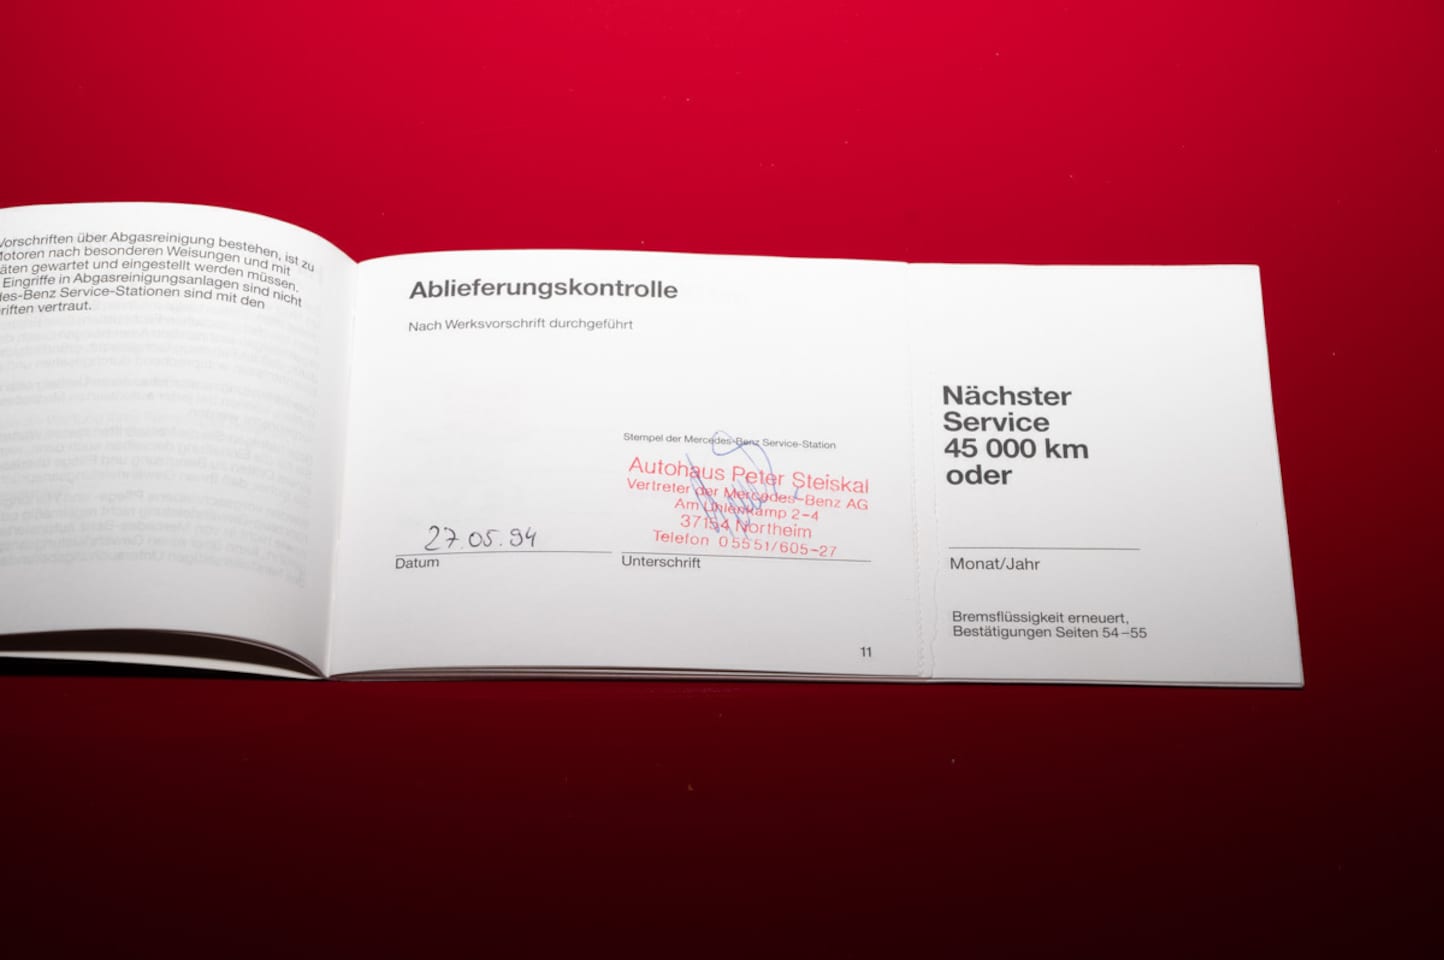 Vorschriften über Abgasreinigung bestehen, ist zu
Motoren nach besonderen Weisungen und mit
äten gewartet und eingestellt werden müssen.
Eingriffe in Abgasreinigungsanlagen sind nicht
des-Benz Service-Stationen sind mit den
riften vertraut.
Ablieferungskontrolle
Nach Werksvorschrift durchgeführt
Stempel der Mercedes-Benz Service-Station
Autohaus Peter Steiskal
Vertreter der Mercedes-Benz AG
Am Uhlenkamp 2-4
37154 Northeim
Telefon 05551/605-27
27.05.94
Datum
Unterschrift
11
Nächster
Service
45 000 km
oder
Monat/Jahr
Bremsflüssigkeit erneuert,
Bestätigungen Seiten 54–55